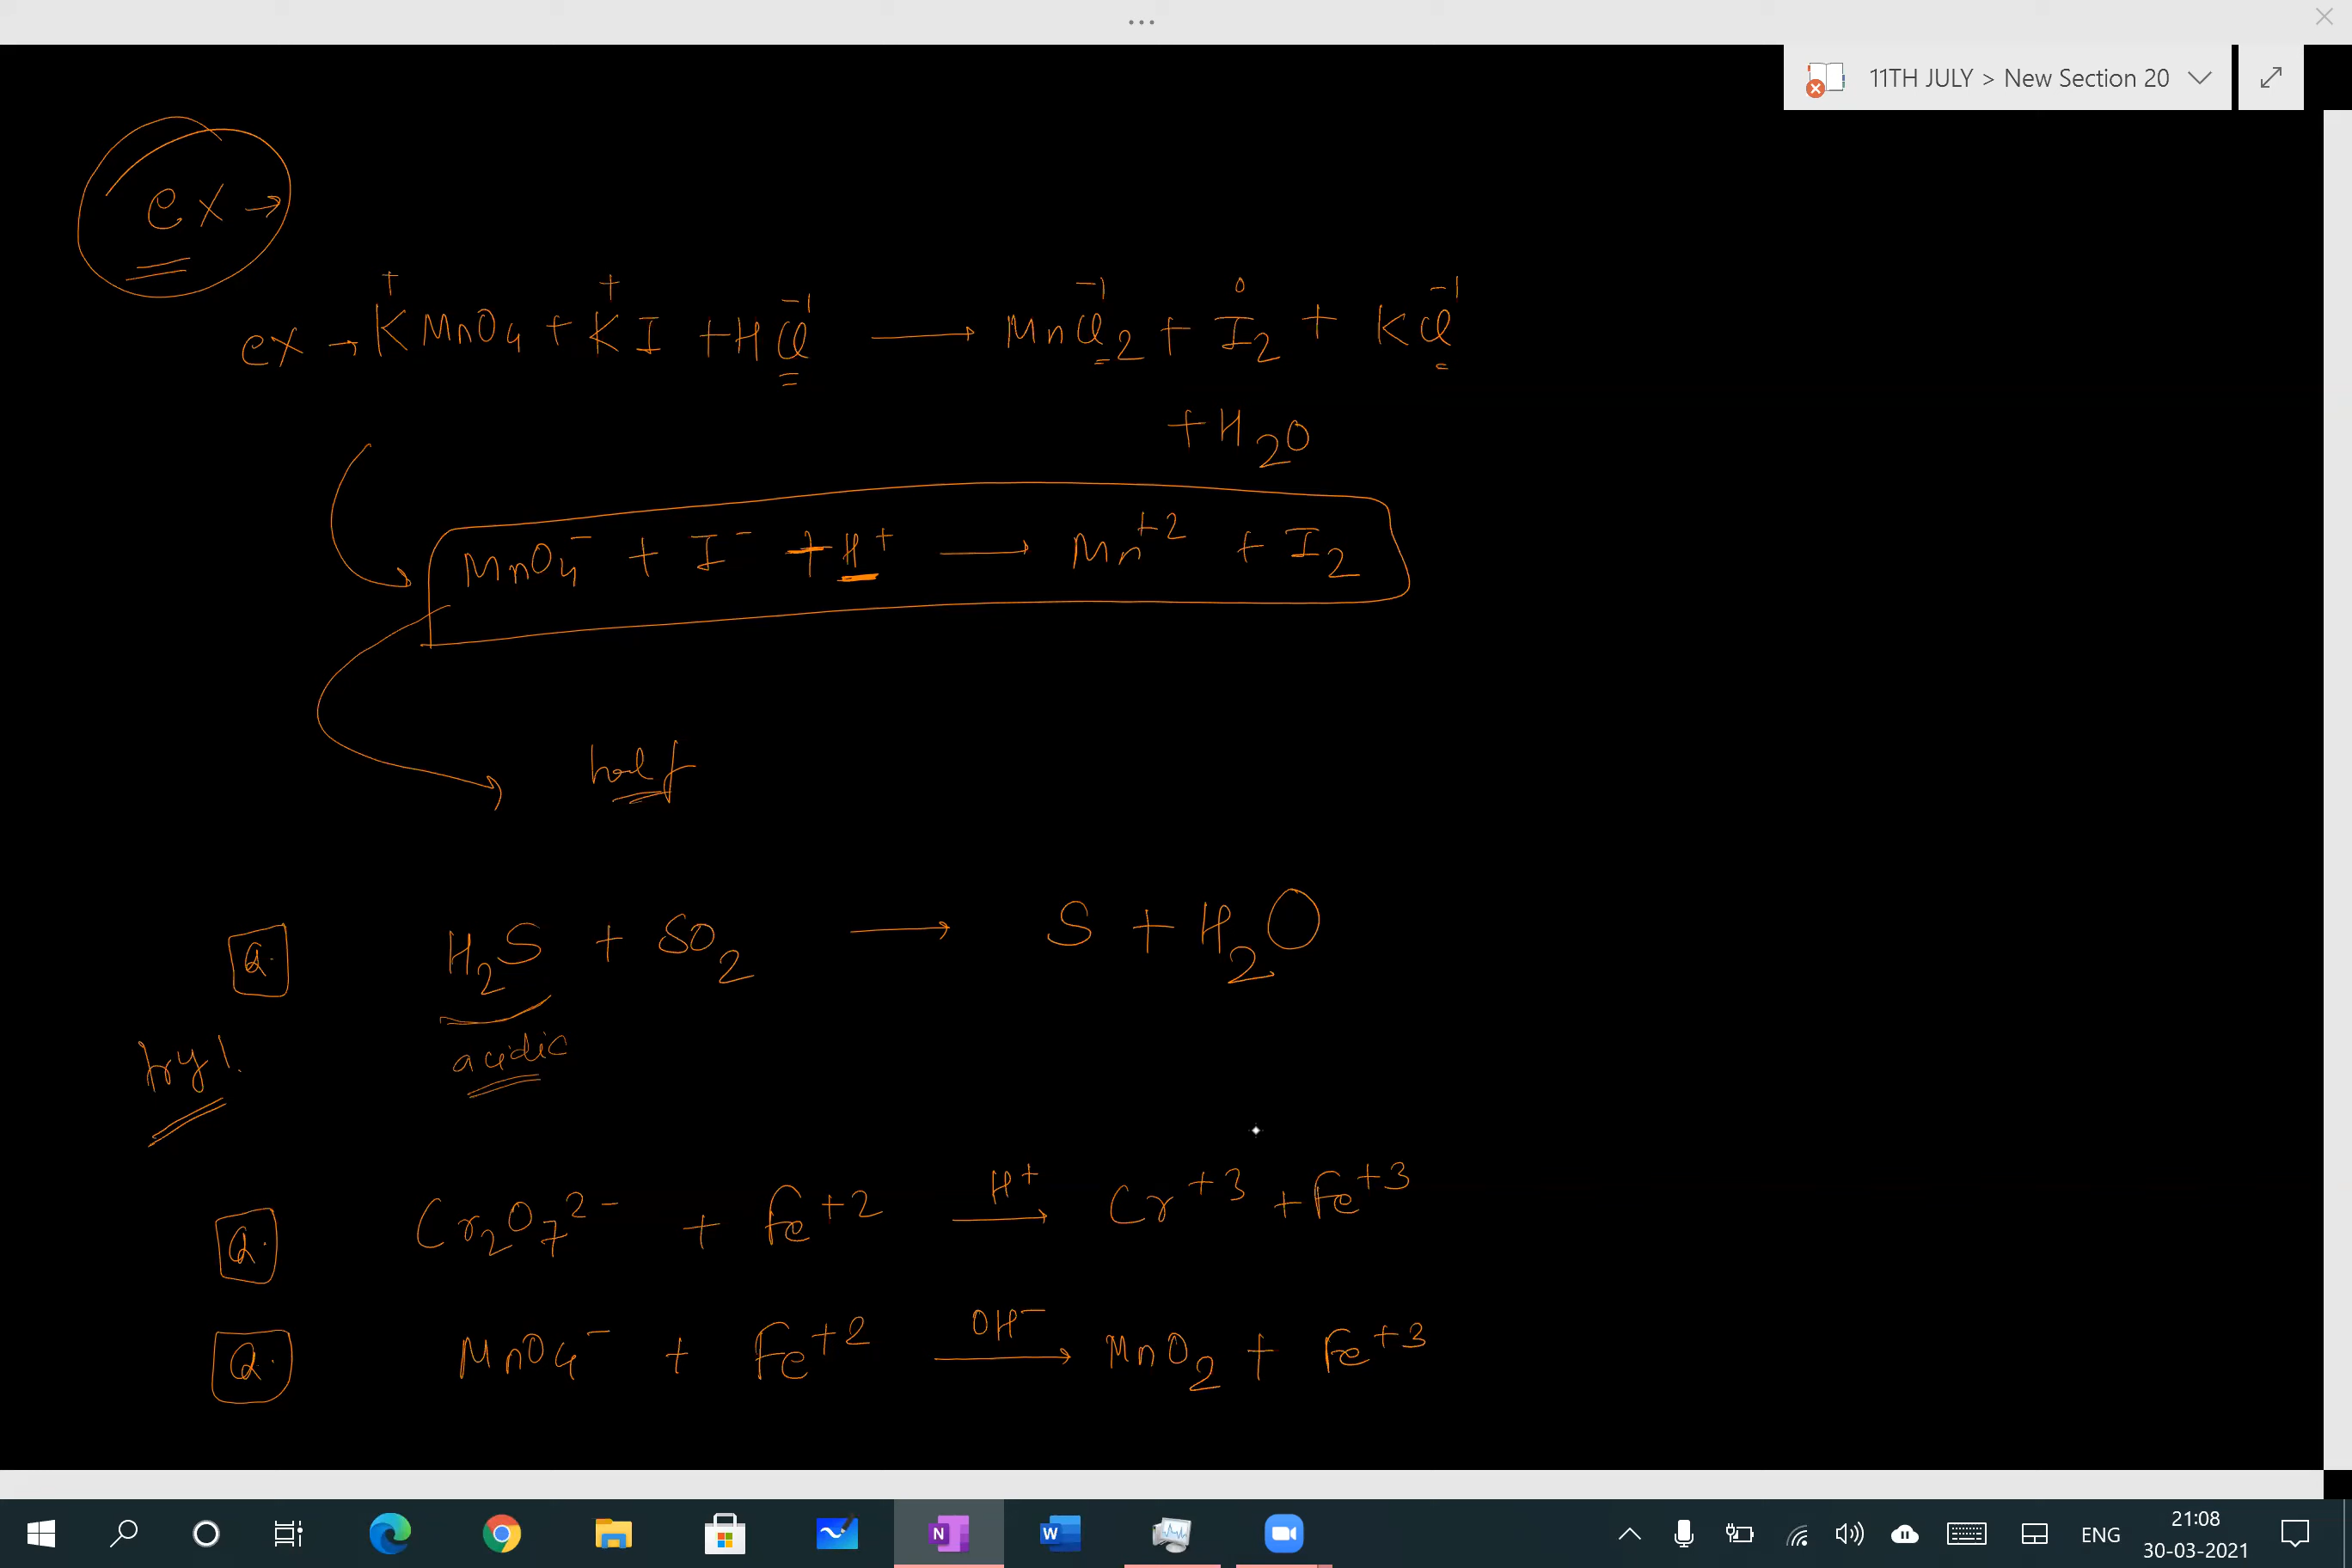 ...
11TH JULY > New Section 20
ex →
+ + -1 -1 0 -1
ex → KMnO4 + KI + HCl ⟶ MnCl2 + I2 + KCl
+ H2O
MnO4⁻ + I⁻ + H⁺ ⟶ Mn⁺² + I2
half
Q. H2S + SO2 ⟶ S + H2O
acidic
try!
H⁺
Q. Cr2O7²⁻ + Fe⁺² ⟶ Cr⁺³ + Fe⁺³
OH⁻
Q. MnO4⁻ + Fe⁺² ⟶ MnO2 + Fe⁺³
N W ENG
21:08
30-03-2021